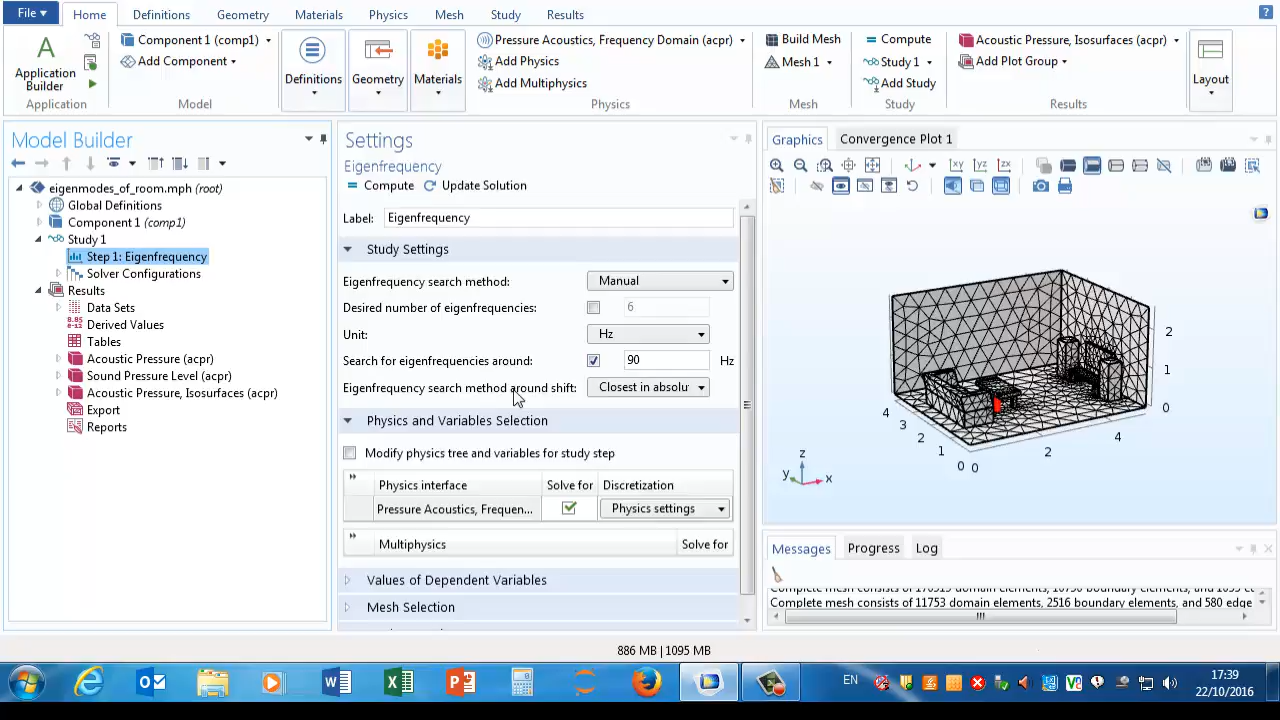 File
Home
Definitions
Geometry
Materials
Physics
Mesh
Study
Results
?
A
Application
Builder
Application
Component 1 (comp1)
Add Component
Model
Definitions
Geometry
Materials
Pressure Acoustics, Frequency Domain (acpr)
Add Physics
Add Multiphysics
Physics
Build Mesh
Mesh 1
Mesh
Compute
Study 1
Add Study
Study
Acoustic Pressure, Isosurfaces (acpr)
Add Plot Group
Results
Layout
Model Builder
eigenmodes_of_room.mph (root)
Global Definitions
Component 1 (comp1)
Study 1
Step 1: Eigenfrequency
Solver Configurations
Results
Data Sets
Derived Values
Tables
Acoustic Pressure (acpr)
Sound Pressure Level (acpr)
Acoustic Pressure, Isosurfaces (acpr)
Export
Reports
Settings
Eigenfrequency
= Compute Update Solution
Label: Eigenfrequency
Study Settings
Eigenfrequency search method: Manual
Desired number of eigenfrequencies: 6
Unit: Hz
Search for eigenfrequencies around: 90 Hz
Eigenfrequency search method around shift: Closest in absolu
Physics and Variables Selection
Modify physics tree and variables for study step
Physics interface Solve for Discretization
Pressure Acoustics, Frequen... Physics settings
Multiphysics Solve for
Values of Dependent Variables
Mesh Selection
Graphics
Convergence Plot 1
xy yz zx
2
1
0
4
3
2
1
0 0
2
4
z
y
x
Messages
Progress
Log
Complete mesh consists of 11753 domain elements, 2516 boundary elements, and 580 edge
886 MB | 1095 MB
EN
17:39
22/10/2016